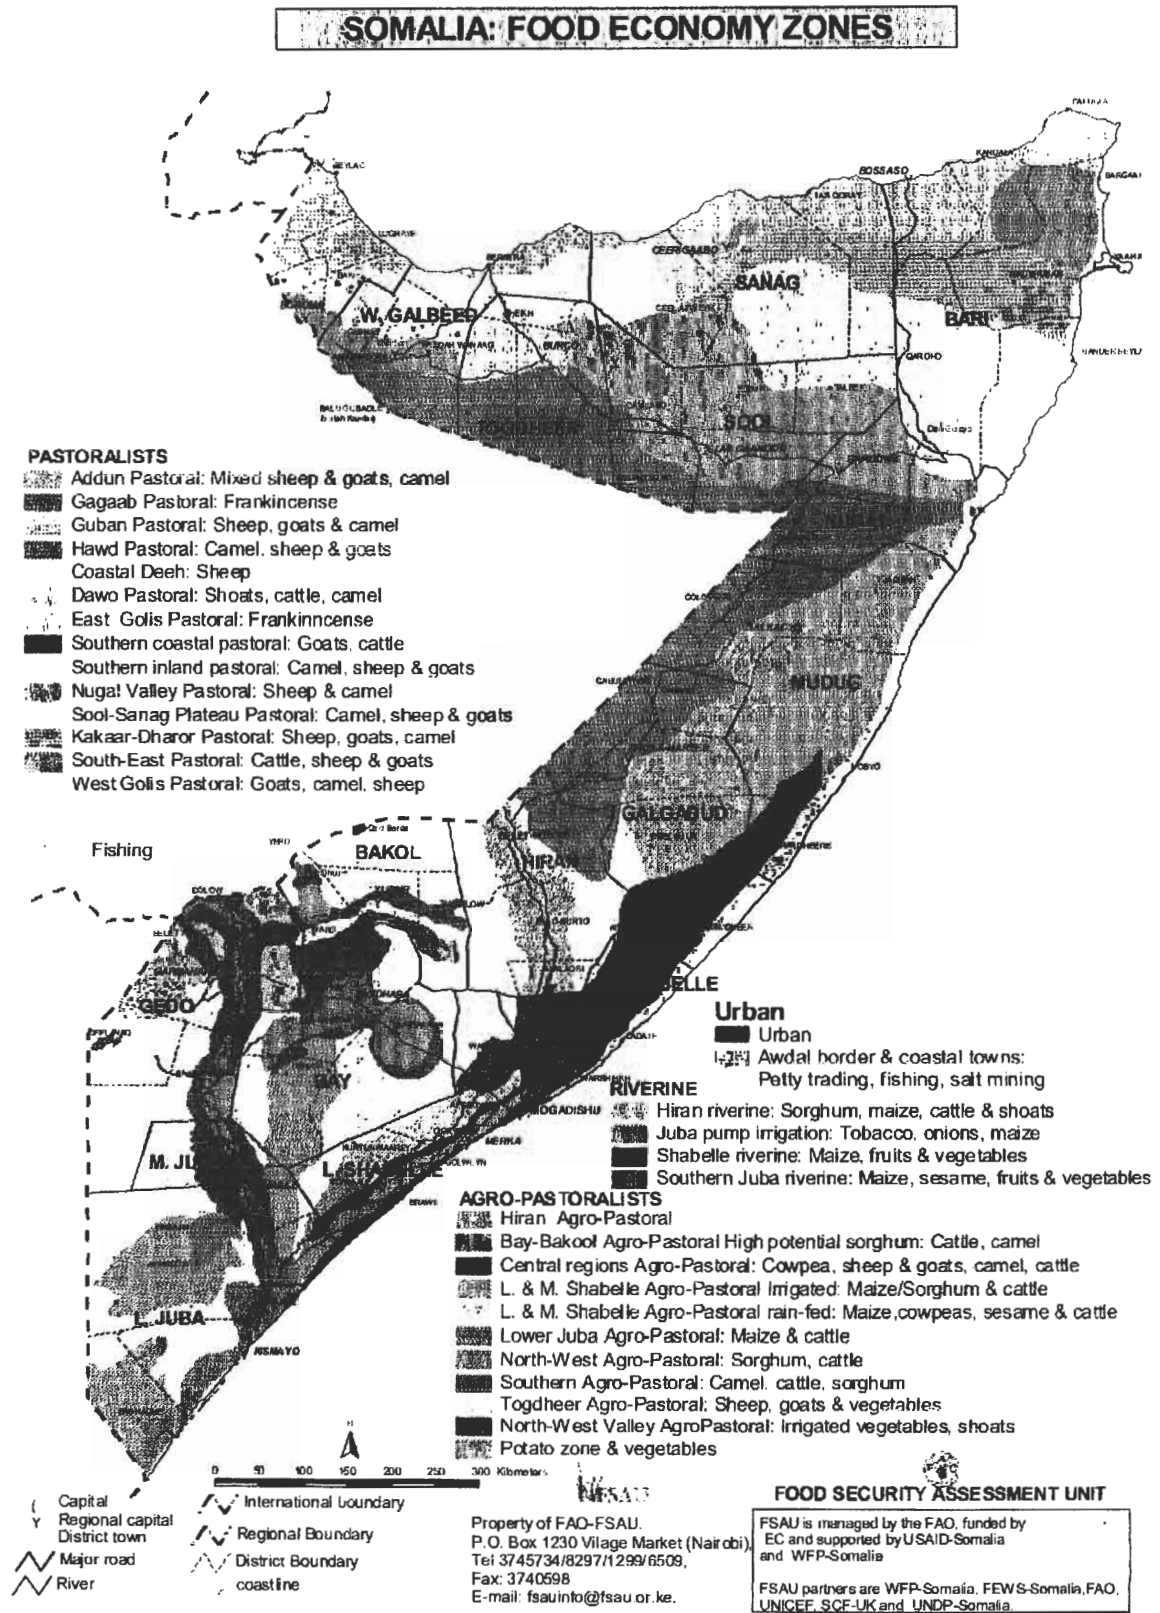 SOMALIA: FOOD ECONOMY ZONES
BOSSASO
CEERIGAABO
SANAG
BARI
W. GALBEED
BURCO
QARDHO
TOGDHEER
SOOL
NUGAL
MUDUG
GALGADUD
HIRAN
BAKOL
GEDO
BAY
M. JU
L. SHABELLE
BELLE
MOGADISHU
MERKA
L. JUBA
KISMAYO
PASTORALISTS
Addun Pastoral: Mixed sheep & goats, camel
Gagaab Pastoral: Frankincense
Guban Pastoral: Sheep, goats & camel
Hawd Pastoral: Camel, sheep & goats
Coastal Deeh: Sheep
Dawo Pastoral: Shoats, cattle, camel
East Golis Pastoral: Frankinncense
Southern coastal pastoral: Goats, cattle
Southern inland pastoral: Camel, sheep & goats
Nugal Valley Pastoral: Sheep & camel
Sool-Sanag Plateau Pastoral: Camel, sheep & goats
Kakaar-Dharor Pastoral: Sheep, goats, camel
South-East Pastoral: Cattle, sheep & goats
West Golis Pastoral: Goats, camel, sheep
Fishing
Urban
Urban
Awdal border & coastal towns:
Petty trading, fishing, salt mining
RIVERINE
Hiran riverine: Sorghum, maize, cattle & shoats
Juba pump irrigation: Tobacco, onions, maize
Shabelle riverine: Maize, fruits & vegetables
Southern Juba riverine: Maize, sesame, fruits & vegetables
AGRO-PASTORALISTS
Hiran Agro-Pastoral
Bay-Bakool Agro-Pastoral High potential sorghum: Cattle, camel
Central regions Agro-Pastoral: Cowpea, sheep & goats, camel, cattle
L. & M. Shabelle Agro-Pastoral Irrigated: Maize/Sorghum & cattle
L. & M. Shabelle Agro-Pastoral rain-fed: Maize,cowpeas, sesame & cattle
Lower Juba Agro-Pastoral: Maize & cattle
North-West Agro-Pastoral: Sorghum, cattle
Southern Agro-Pastoral: Camel, cattle, sorghum
Togdheer Agro-Pastoral: Sheep, goats & vegetables
North-West Valley AgroPastoral: Irrigated vegetables, shoats
Potato zone & vegetables
N
0 50 100 150 200 250 300 Kilometers
Capital
Regional capital
District town
Major road
River
International boundary
Regional Boundary
District Boundary
coastline
Property of FAO-FSAU.
P.O. Box 1230 Village Market (Nairobi),
Tel 3745734/8297/1299/6509,
Fax: 3740598
E-mail: fsauinfo@fsau.or.ke.
FOOD SECURITY ASSESSMENT UNIT
FSAU is managed by the FAO, funded by
EC and supported by USAID-Somalia
and WFP-Somalia
FSAU partners are WFP-Somalia, FEWS-Somalia,FAO,
UNICEF, SCF-UK and UNDP-Somalia.